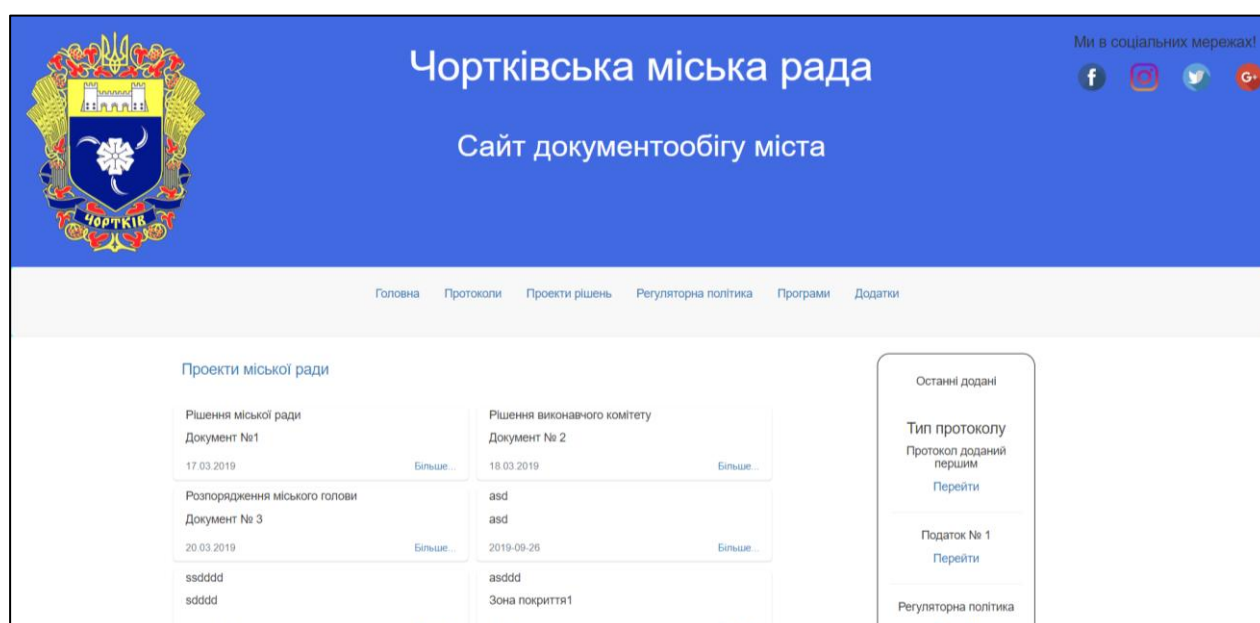 Чортківська міська рада
Сайт документообігу міста
Ми в соціальних мережах!
ЧОРТКІВ
Головна Протоколи Проекти рішень Регуляторна політика Програми Додатки
Проекти міської ради
Рішення міської ради
Документ №1
17.03.2019 Більше...
Рішення виконавчого комітету
Документ № 2
18.03.2019 Більше...
Розпорядження міського голови
Документ № 3
20.03.2019 Більше...
asd
asd
2019-09-26 Більше...
ssdddd
sdddd
asddd
Зона покриття1
Останні додані
Тип протоколу
Протокол доданий
першим
Перейти
Податок № 1
Перейти
Регуляторна політика